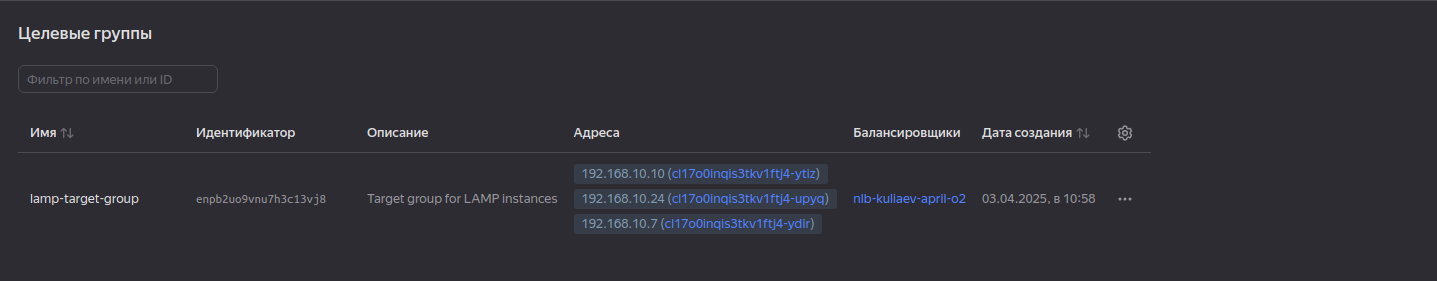 Целевые группы
Фильтр по имени или ID
Имя Идентификатор Описание Адреса Балансировщики Дата создания
192.168.10.10 (cl17o0inqis3tkv1ftj4-ytiz)
lamp-target-group enpb2uo9vnu7h3c13vj8 Target group for LAMP instances 192.168.10.24 (cl17o0inqis3tkv1ftj4-upyq) nlb-kuliaev-april-o2 03.04.2025, в 10:58
192.168.10.7 (cl17o0inqis3tkv1ftj4-ydir)